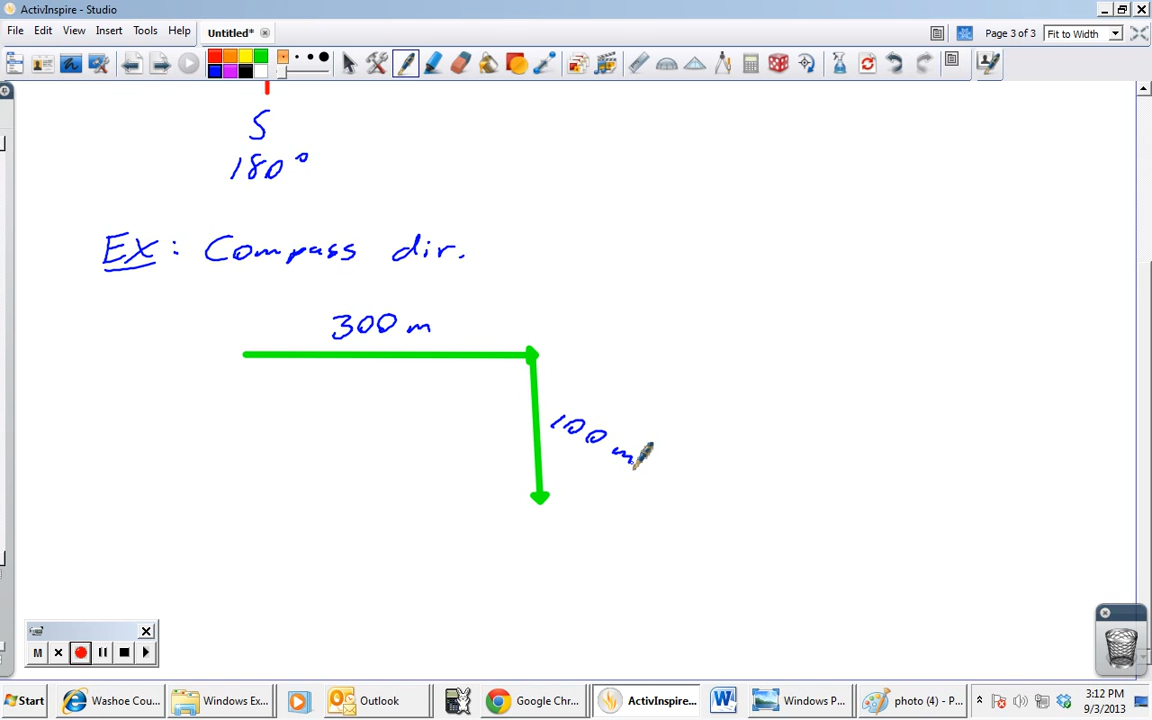 ActivInspire - Studio
File Edit View Insert Tools Help Untitled* Page 3 of 3 Fit to Width
S
180°
EX: Compass dir.
300 m
100 m
M
Start Washoe Cou... Windows Ex... Outlook Google Chr... ActivInspire... Windows P... photo (4) - P... 3:12 PM
9/3/2013